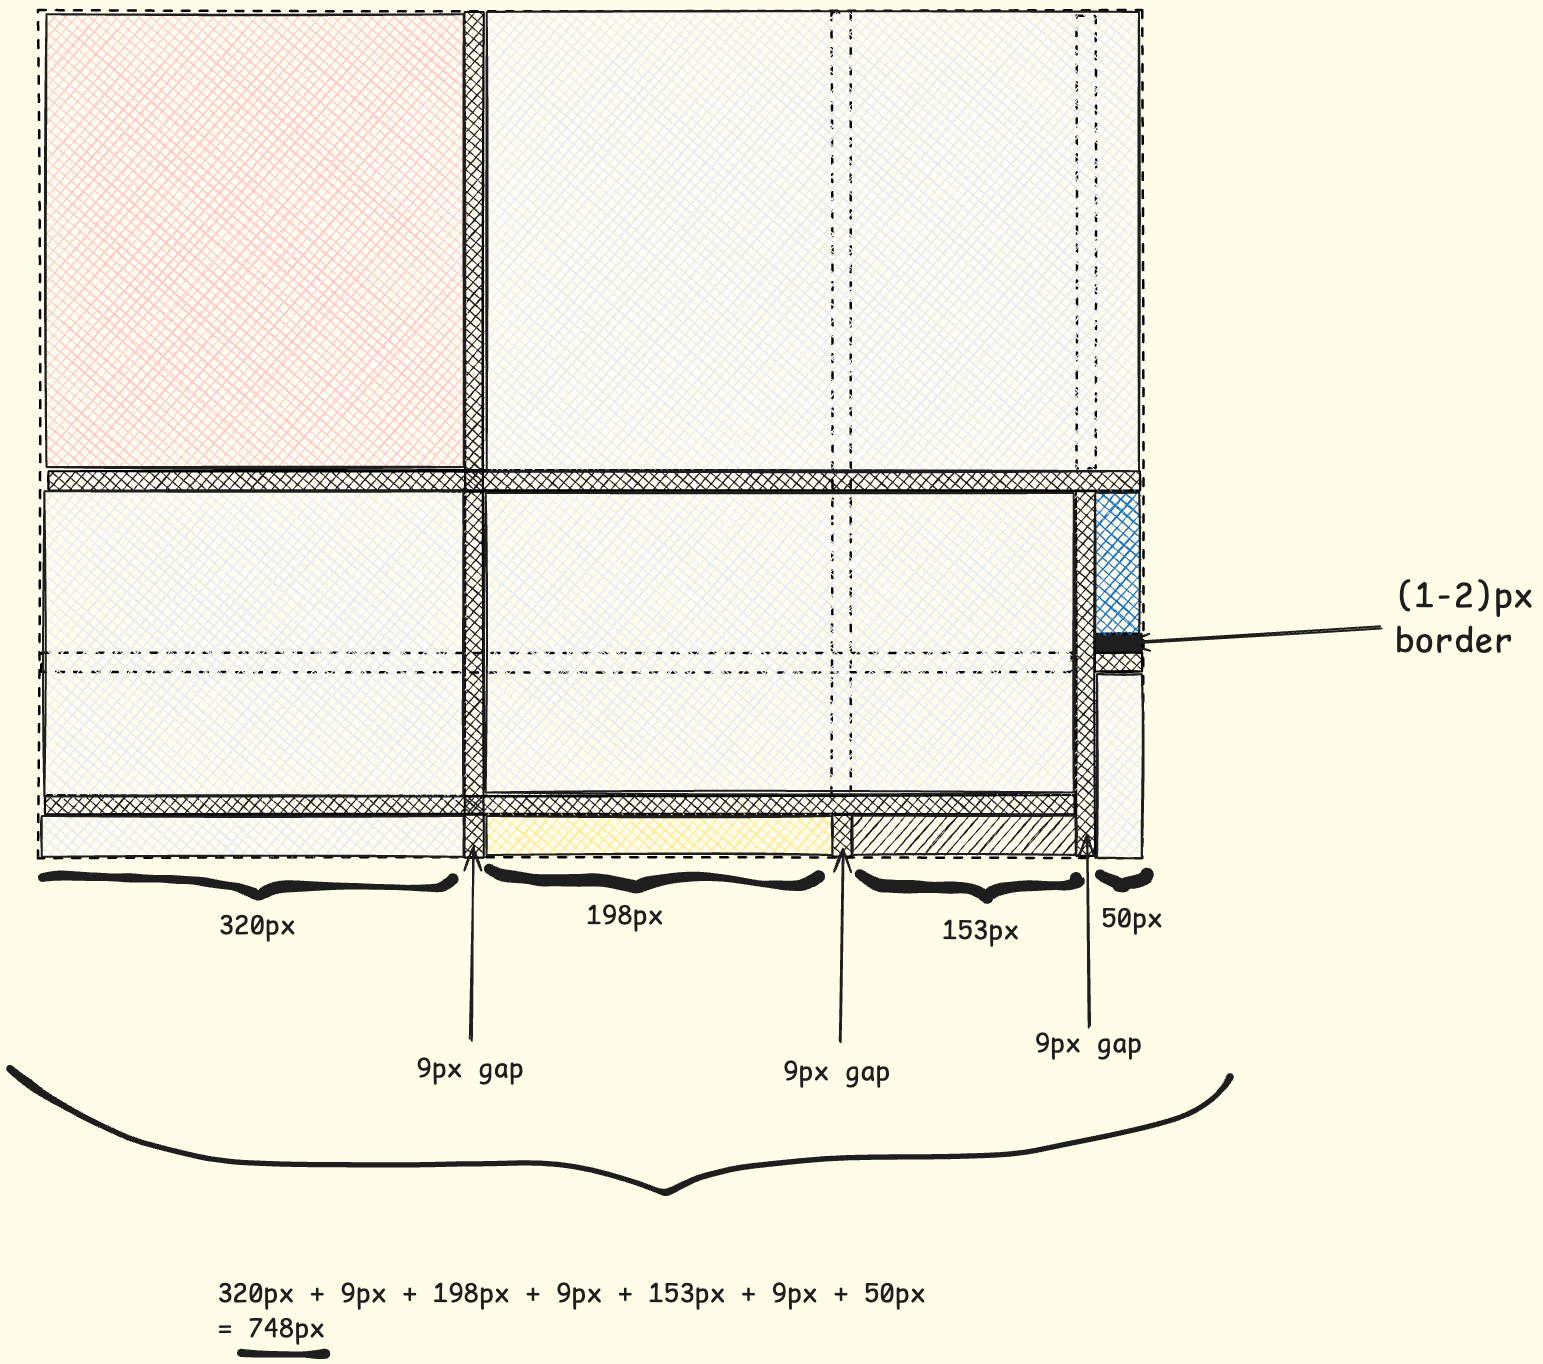 (1-2)px
border
320px
198px
153px
50px
9px gap
9px gap
9px gap
320px + 9px + 198px + 9px + 153px + 9px + 50px
= 748px